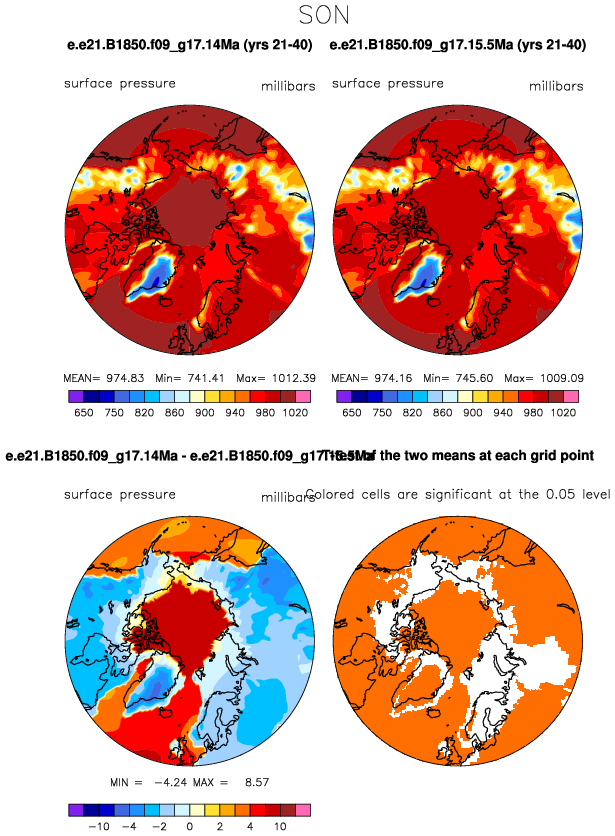 SON
e.e21.B1850.f09_g17.14Ma (yrs 21-40)
e.e21.B1850.f09_g17.15.5Ma (yrs 21-40)
surface pressure
millibars
surface pressure
millibars
MEAN= 974.83 Min= 741.41 Max= 1012.39
MEAN= 974.16 Min= 745.60 Max= 1009.09
650 750 820 860 900 940 980 1020
650 750 820 860 900 940 980 1020
e.e21.B1850.f09_g17.14Ma - e.e21.B1850.f09_g17.15.5Ma
T-test of the two means at each grid point
surface pressure
millibars
Colored cells are significant at the 0.05 level
MIN = -4.24 MAX = 8.57
-10 -4 -2 0 2 4 10